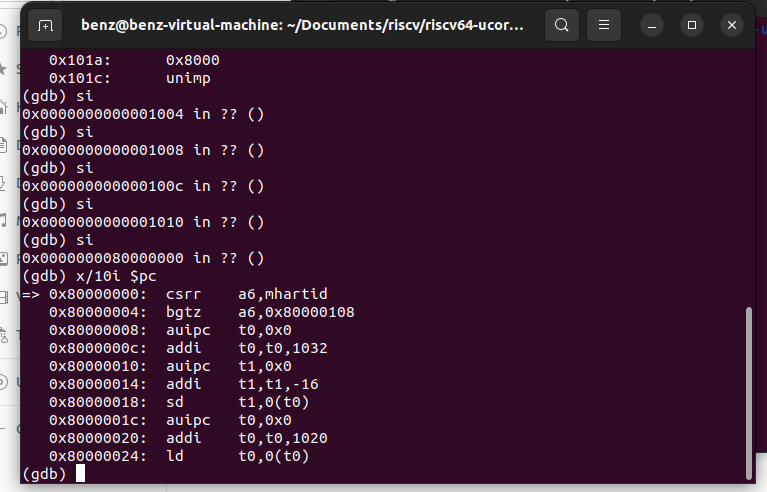 benz@benz-virtual-machine: ~/Documents/riscv/riscv64-ucor...
0x101a: 0x8000
0x101c: unimp
(gdb) si
0x0000000000001004 in ?? ()
(gdb) si
0x0000000000001008 in ?? ()
(gdb) si
0x000000000000100c in ?? ()
(gdb) si
0x0000000000001010 in ?? ()
(gdb) si
0x0000000080000000 in ?? ()
(gdb) x/10i $pc
=> 0x80000000: csrr a6,mhartid
0x80000004: bgtz a6,0x80000108
0x80000008: auipc t0,0x0
0x8000000c: addi t0,t0,1032
0x80000010: auipc t1,0x0
0x80000014: addi t1,t1,-16
0x80000018: sd t1,0(t0)
0x8000001c: auipc t0,0x0
0x80000020: addi t0,t0,1020
0x80000024: ld t0,0(t0)
(gdb)